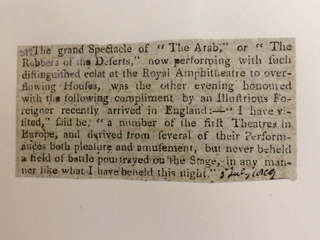 The grand Spectacle of "The Arab," or "The
Robbers of the Deserts," now performing with such
distinguished eclat at the Royal Amphitheatre to over-
flowing Houses, was the other evening honoured
with the following compliment by an Illustrious Fo-
reigner recently arrived in England:—"I have vi-
sited," said he, "a number of the first Theatres in
Europe, and derived from several of their Perform-
ances both pleasure and amusement, but never beheld
a field of battle pourtrayed on the Stage, in any man-
ner like what I have beheld this night." July